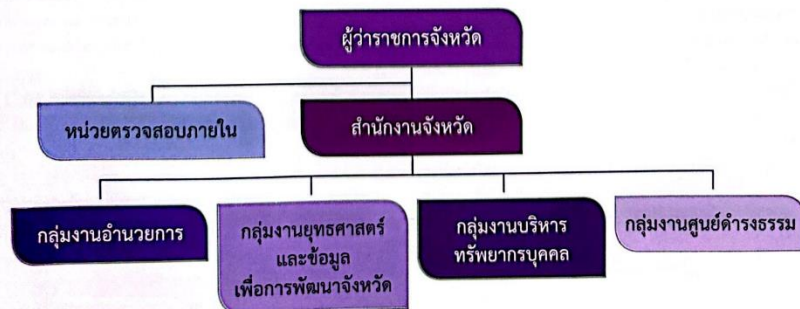 ผู้ว่าราชการจังหวัด
หน่วยตรวจสอบภายใน
สำนักงานจังหวัด
กลุ่มงานอำนวยการ
กลุ่มงานยุทธศาสตร์
และข้อมูล
เพื่อการพัฒนาจังหวัด
กลุ่มงานบริหาร
ทรัพยากรบุคคล
กลุ่มงานศูนย์ดำรงธรรม